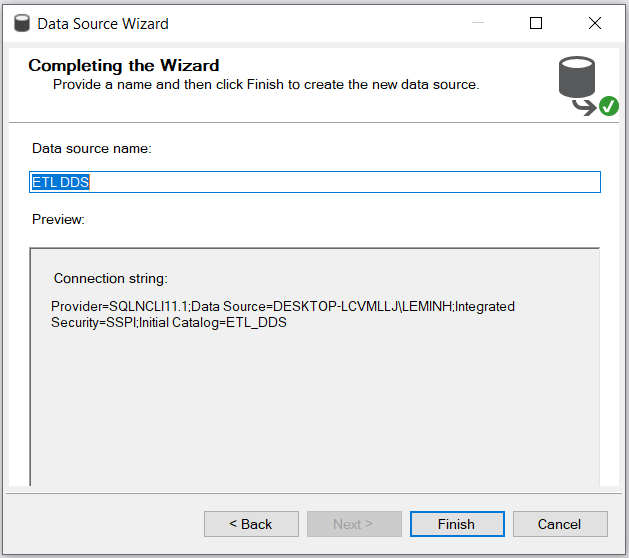 Data Source Wizard
Completing the Wizard
Provide a name and then click Finish to create the new data source.
Data source name:
ETL DDS
Preview:
Connection string:
Provider=SQLNCLI11.1;Data Source=DESKTOP-LCVMLLJ\LEMINH;Integrated
Security=SSPI;Initial Catalog=ETL_DDS
< Back
Next >
Finish
Cancel